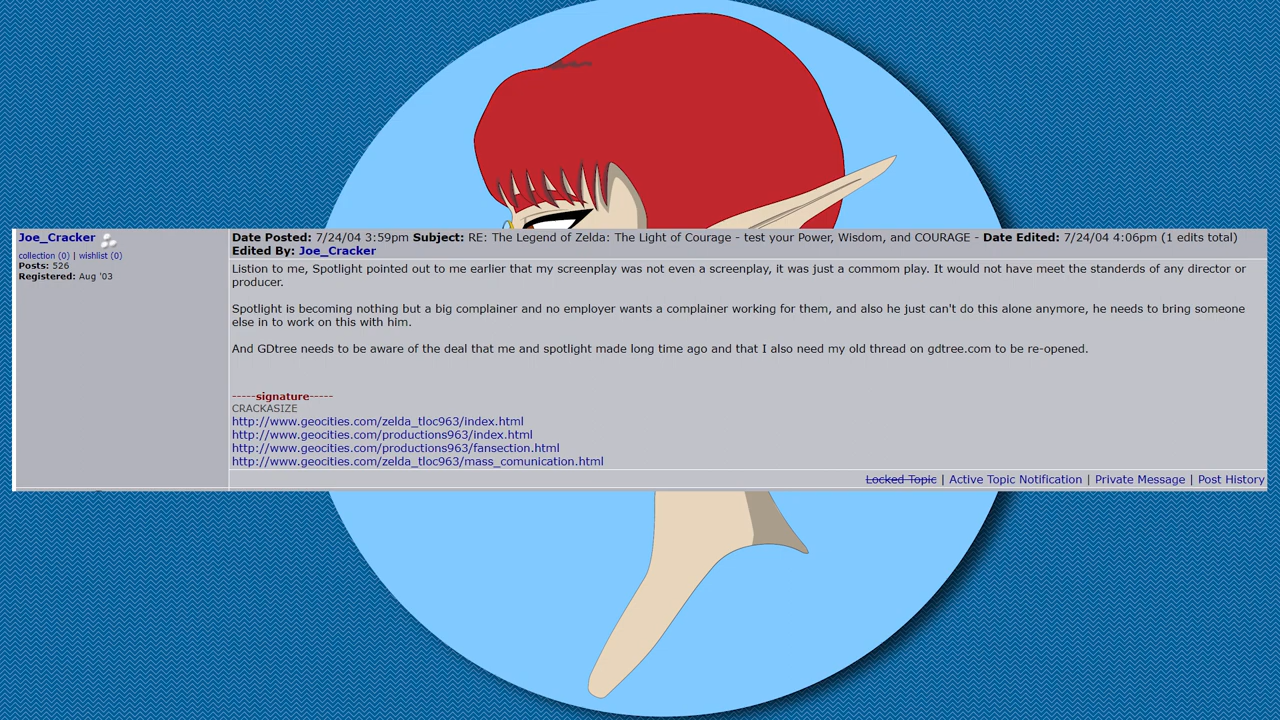 Joe_Cracker
collection (0) | wishlist (0)
Posts: 526
Registered: Aug '03
Date Posted: 7/24/04 3:59pm Subject: RE: The Legend of Zelda: The Light of Courage - test your Power, Wisdom, and COURAGE - Date Edited: 7/24/04 4:06pm (1 edits total)
Edited By: Joe_Cracker
Listion to me, Spotlight pointed out to me earlier that my screenplay was not even a screenplay, it was just a commom play. It would not have meet the standerds of any director or
producer.
Spotlight is becoming nothing but a big complainer and no employer wants a complainer working for them, and also he just can't do this alone anymore, he needs to bring someone
else in to work on this with him.
And GDtree needs to be aware of the deal that me and spotlight made long time ago and that I also need my old thread on gdtree.com to be re-opened.
-----signature-----
CRACKASIZE
http://www.geocities.com/zelda_tloc963/index.html
http://www.geocities.com/productions963/index.html
http://www.geocities.com/productions963/fansection.html
http://www.geocities.com/zelda_tloc963/mass_comunication.html
Locked Topic | Active Topic Notification | Private Message | Post History